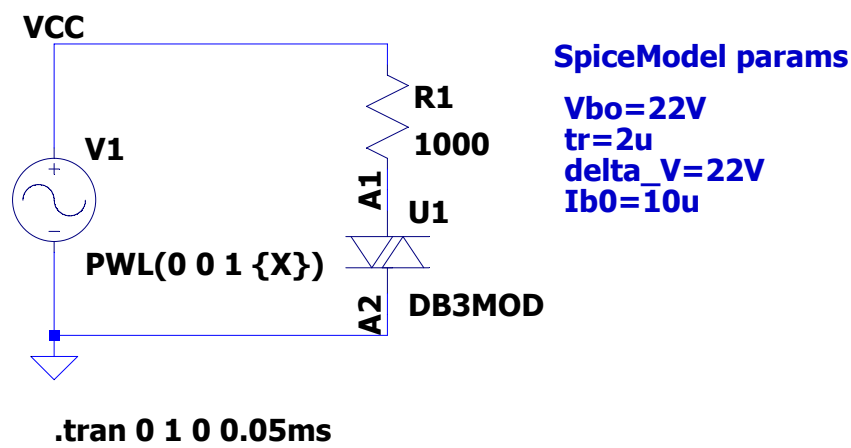 VCC
SpiceModel params
R1
1000
Vbo=22V
tr=2u
delta_V=22V
Ib0=10u
V1
A1
U1
PWL(0 0 1 {X})
A2
DB3MOD
.tran 0 1 0 0.05ms